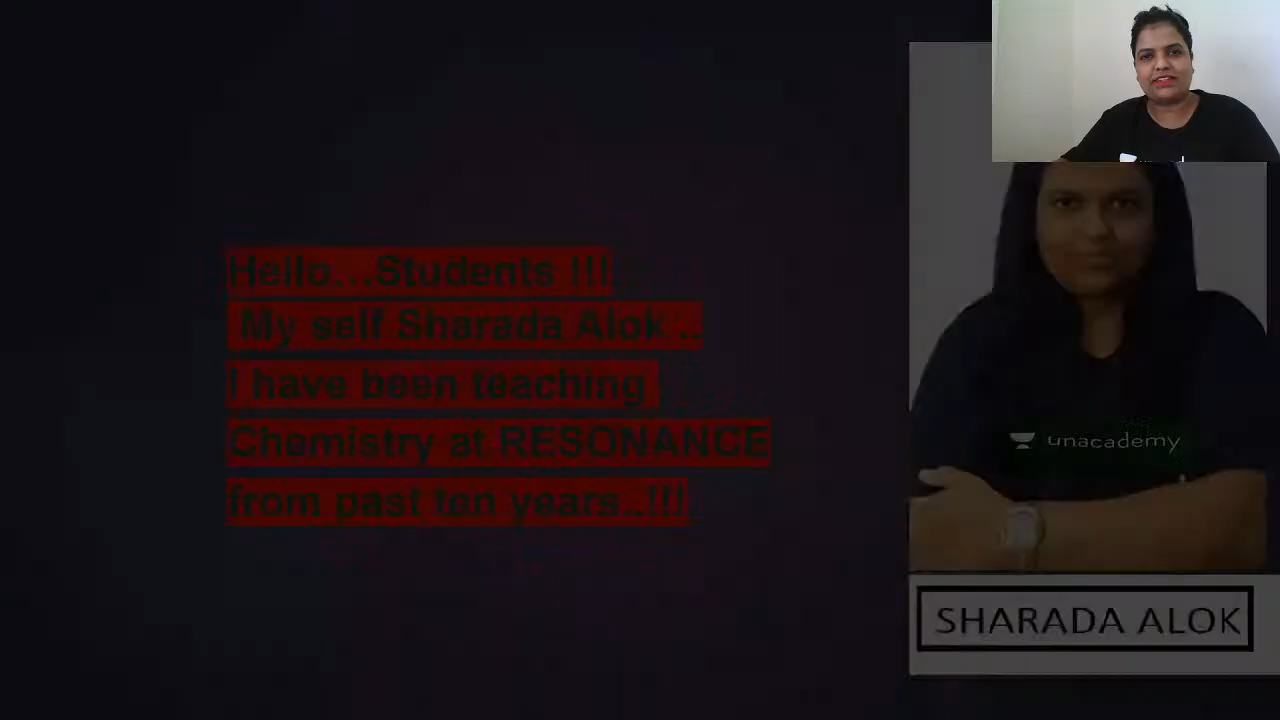 Hello...Students !!!
My self Sharada Alok ..
I have been teaching
Chemistry at RESONANCE
from past ten years..!!!
unacademy
SHARADA ALOK